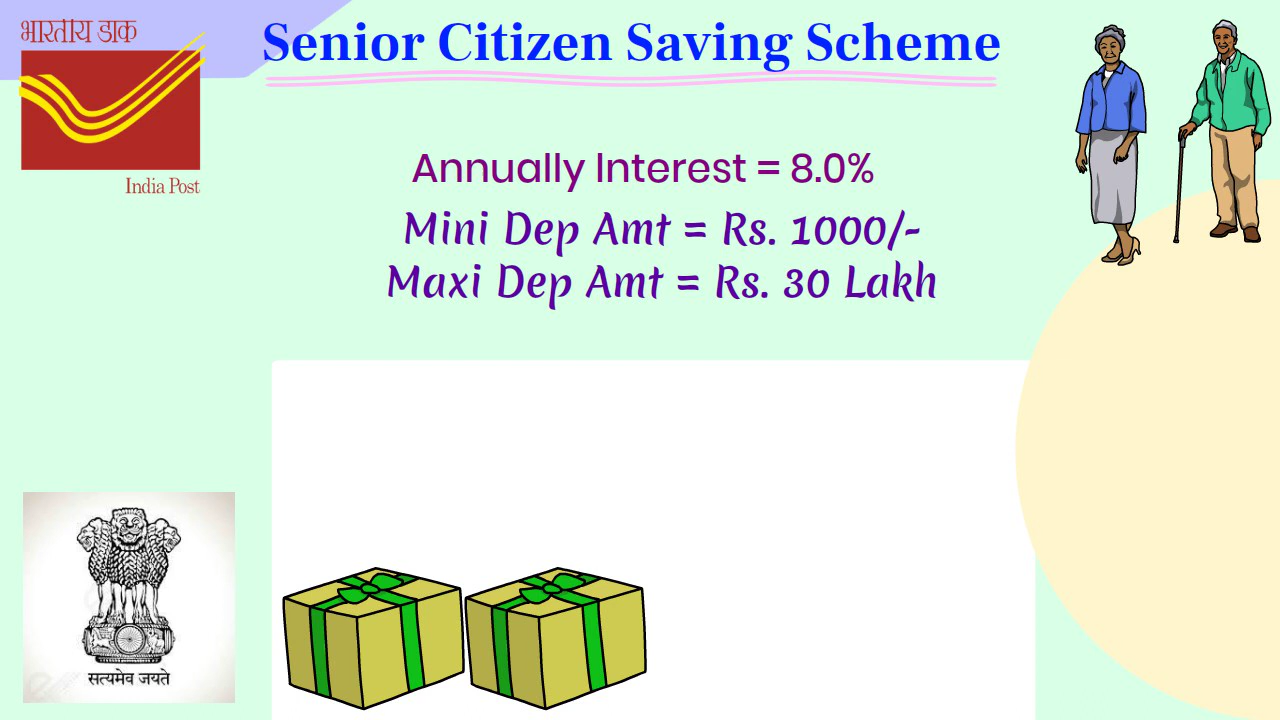 भारतीय डाक
India Post
Senior Citizen Saving Scheme
Annually Interest = 8.0%
Mini Dep Amt = Rs. 1000/-
Maxi Dep Amt = Rs. 30 Lakh
सत्यमेव जयते